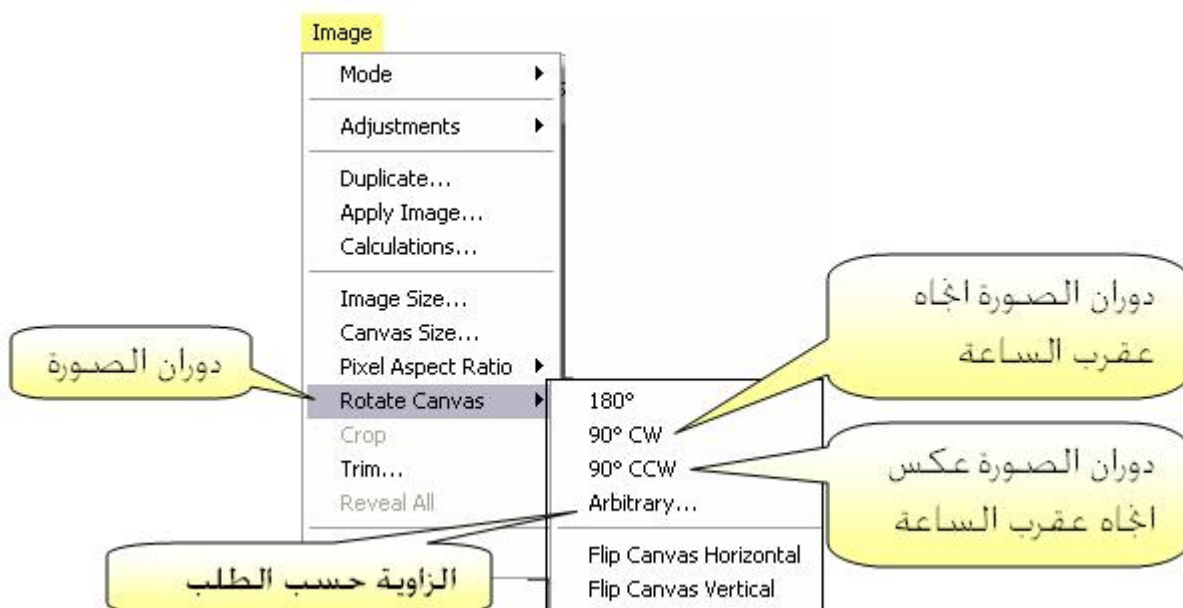 Image
Mode
Adjustments
Duplicate...
Apply Image...
Calculations...
Image Size...
Canvas Size...
Pixel Aspect Ratio
Rotate Canvas
Crop
Trim...
Reveal All
180°
90° CW
90° CCW
Arbitrary...
Flip Canvas Horizontal
Flip Canvas Vertical
دوران الصورة
دوران الصورة اتجاه
عقرب الساعة
دوران الصورة عكس
اتجاه عقرب الساعة
الزاوية حسب الطلب